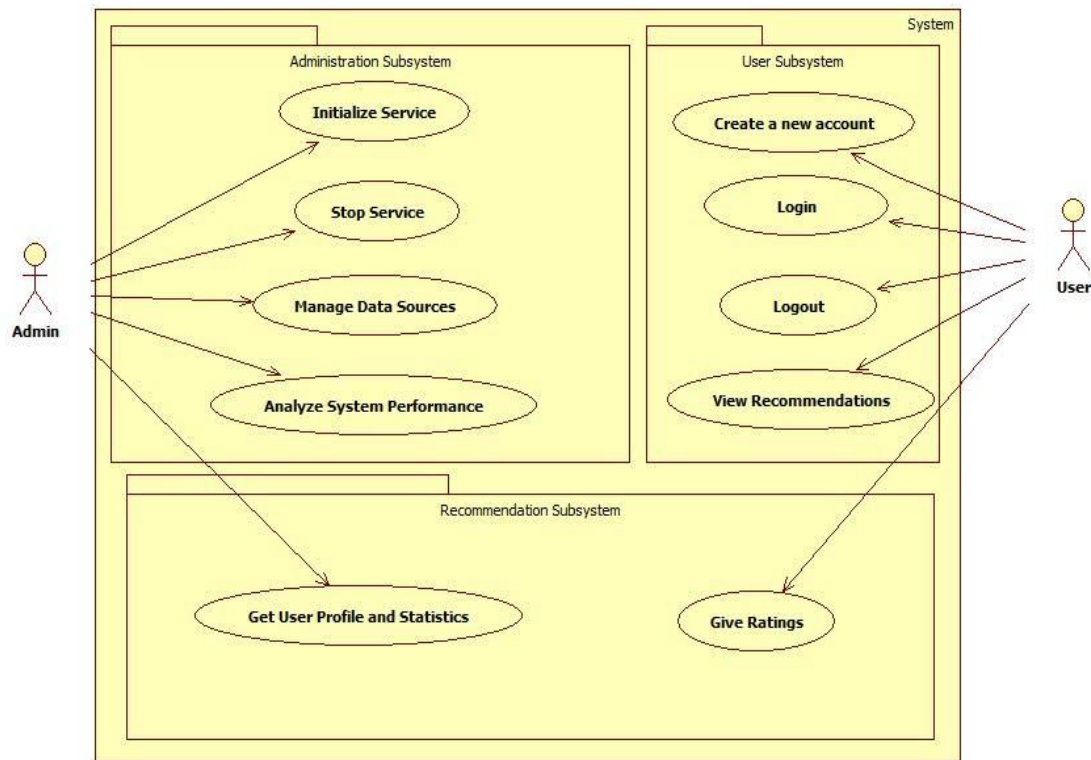 System
Administration Subsystem
User Subsystem
Initialize Service
Create a new account
Stop Service
Login
Manage Data Sources
Logout
Admin
User
Analyze System Performance
View Recommendations
Recommendation Subsystem
Get User Profile and Statistics
Give Ratings